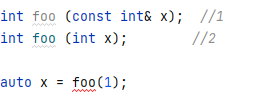 int foo (const int& x);  //1
int foo (int x);        //2
auto x = foo(1);